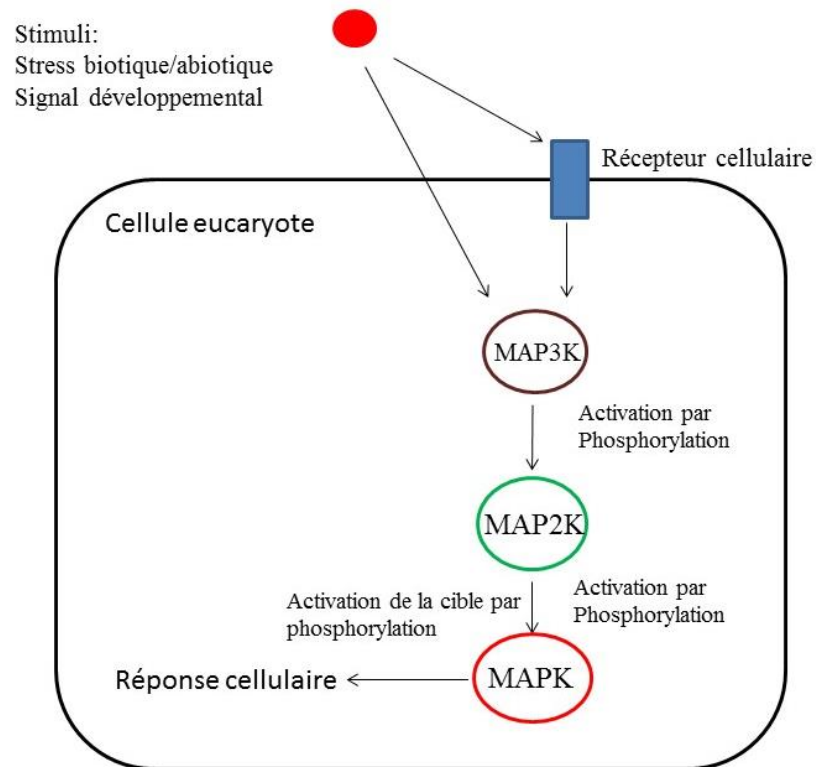 Stimuli:
Stress biotique/abiotique
Signal développemental
Récepteur cellulaire
Cellule eucaryote
MAP3K
Activation par
Phosphorylation
MAP2K
Activation par
Phosphorylation
Activation de la cible par
phosphorylation
MAPK
Réponse cellulaire